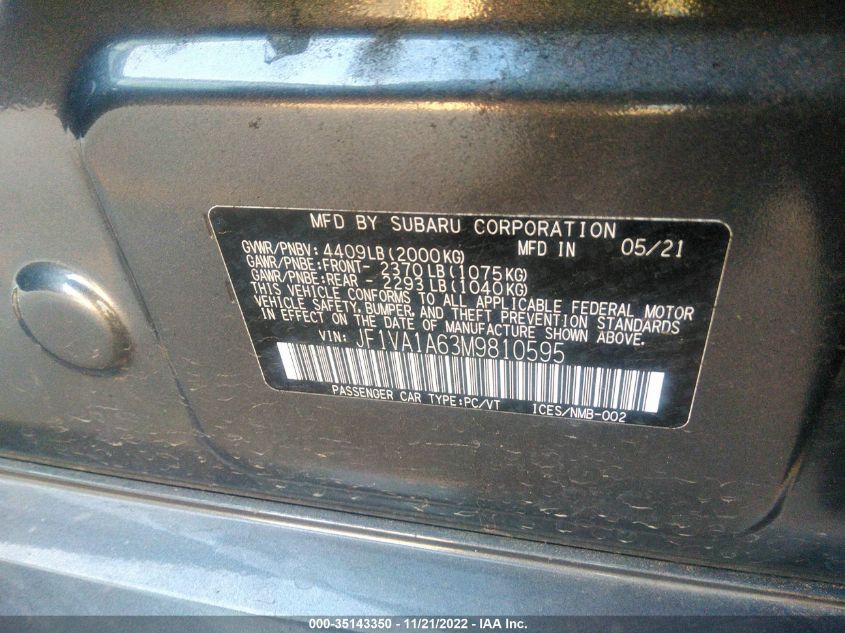 MFD BY SUBARU CORPORATION
GVWR/PNBV: 4409LB (2000KG) MFD IN 05/21
GAWR/PNBE:FRONT- 2370LB (1075KG)
GAWR/PNBE:REAR - 2293LB (1040KG)
THIS VEHICLE CONFORMS TO ALL APPLICABLE FEDERAL MOTOR
VEHICLE SAFETY, BUMPER, AND THEFT PREVENTION STANDARDS
IN EFFECT ON THE DATE OF MANUFACTURE SHOWN ABOVE.
VIN: JF1VA1A63M9810595
PASSENGER CAR TYPE:PC/VT ICES/NMB-002
000-35143350 - 11/21/2022 - IAA Inc.